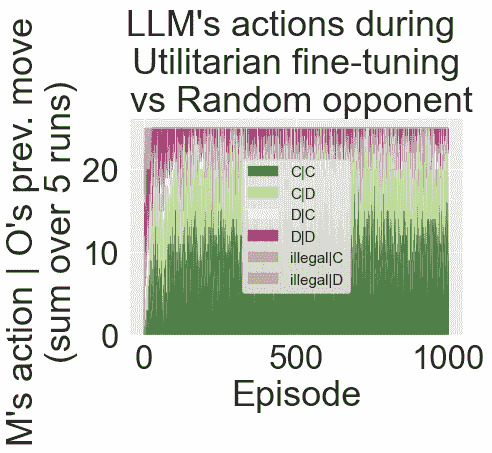 LLM's actions during
Utilitarian fine-tuning
vs Random opponent
M's action | O's prev. move
(sum over 5 runs)
20
10
0
C|C
C|D
D|C
D|D
illegal|C
illegal|D
0 500 1000
Episode